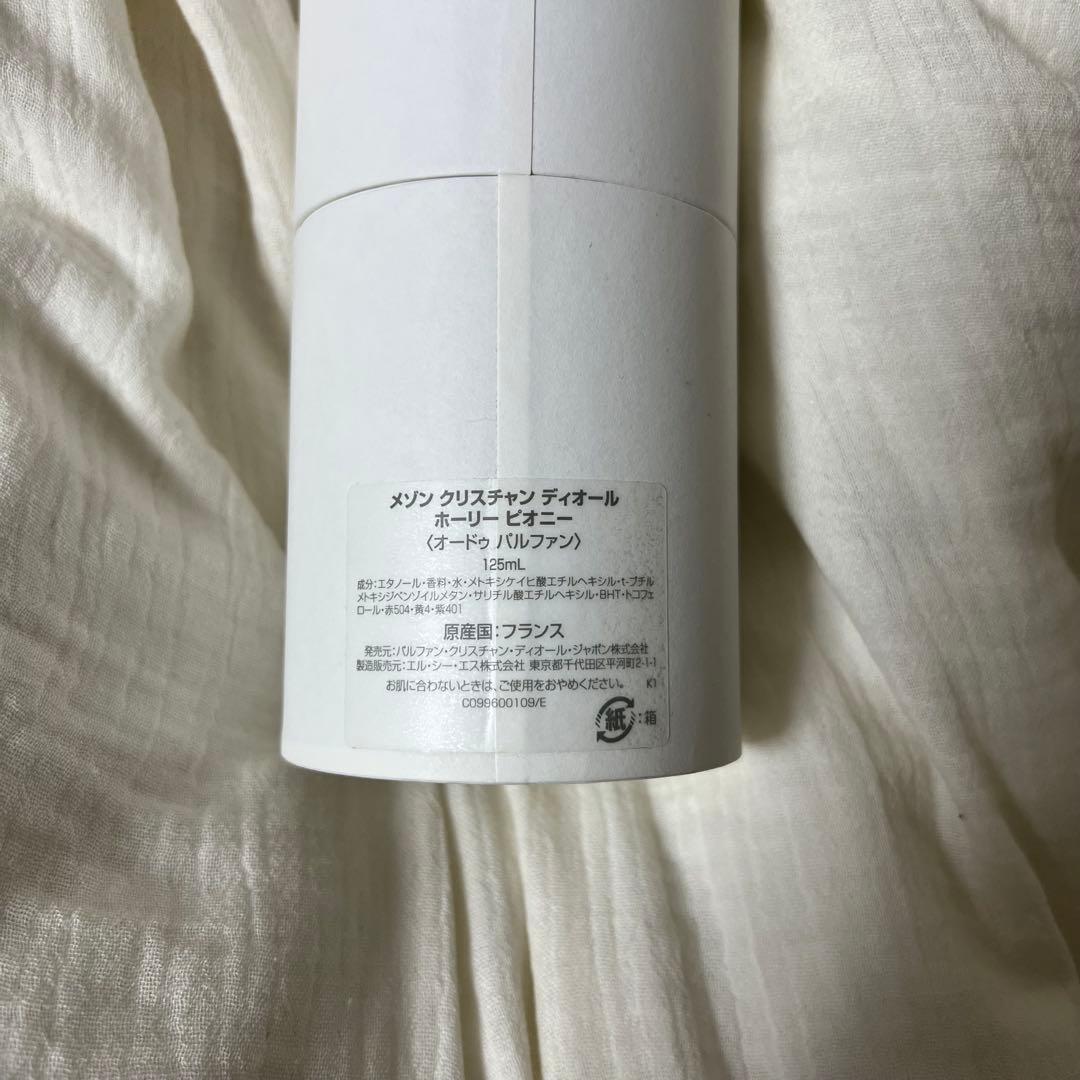 メゾン クリスチャン ディオール
ホーリー ピオニー
〈オードゥ パルファン〉
125mL
成分:エタノール・香料・水・メトキシケイヒ酸エチルヘキシル・t-ブチル
メトキシジベンゾイルメタン・サリチル酸エチルヘキシル・BHT・トコフェ
ロール・赤504・黄4・紫401
原産国:フランス
発売元:パルファン・クリスチャン・ディオール・ジャポン株式会社
製造販売元:エル・シー・エス株式会社 東京都千代田区平河町2-1-1
お肌に合わないときは、ご使用をおやめください。 K1
C099600109/E
紙:箱